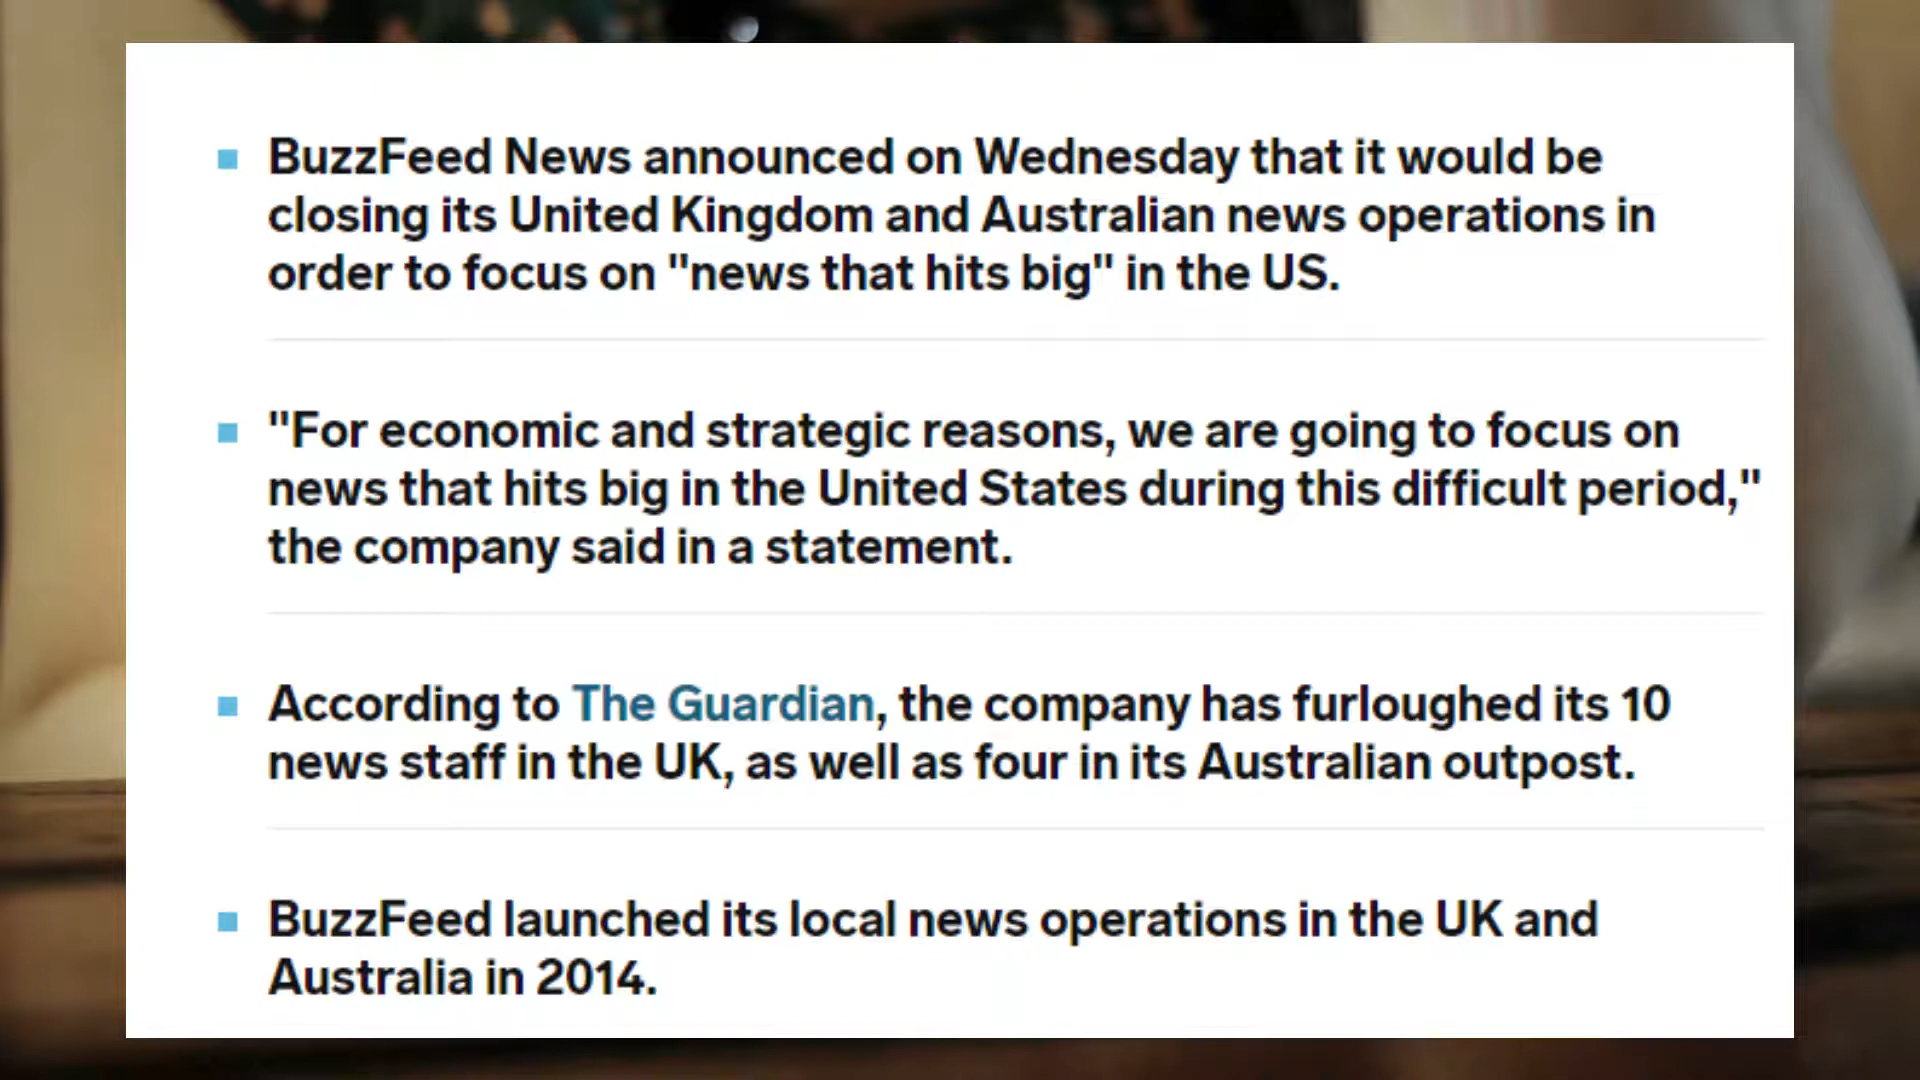 BuzzFeed News announced on Wednesday that it would be
closing its United Kingdom and Australian news operations in
order to focus on "news that hits big" in the US.
"For economic and strategic reasons, we are going to focus on
news that hits big in the United States during this difficult period,"
the company said in a statement.
According to The Guardian, the company has furloughed its 10
news staff in the UK, as well as four in its Australian outpost.
BuzzFeed launched its local news operations in the UK and
Australia in 2014.